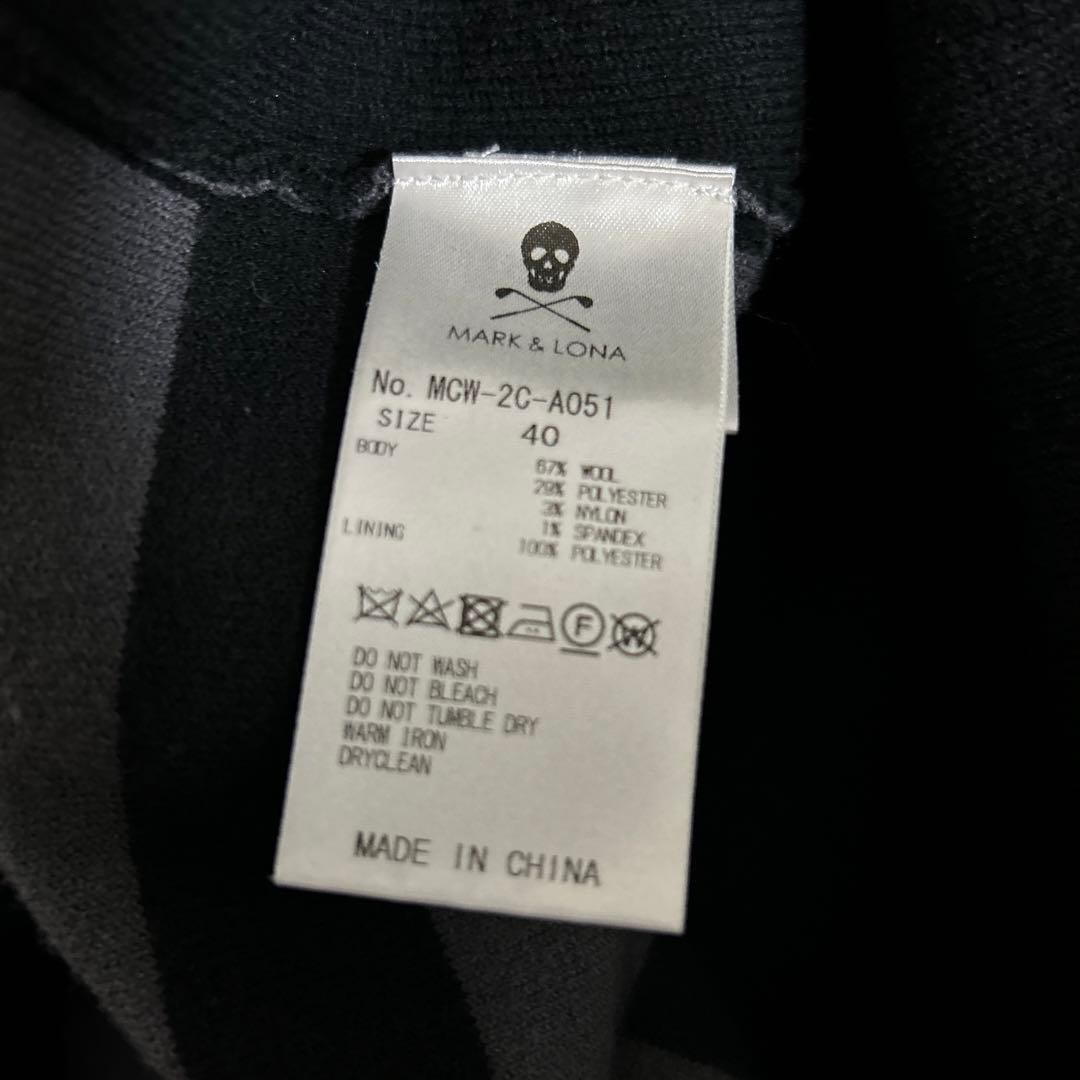 MARK & LONA
No. MCW-2C-A051
SIZE 40
BODY 67% WOOL
29% POLYESTER
3% NYLON
1% SPANDEX
LINING 100% POLYESTER
F W
DO NOT WASH
DO NOT BLEACH
DO NOT TUMBLE DRY
WARM IRON
DRYCLEAN
MADE IN CHINA